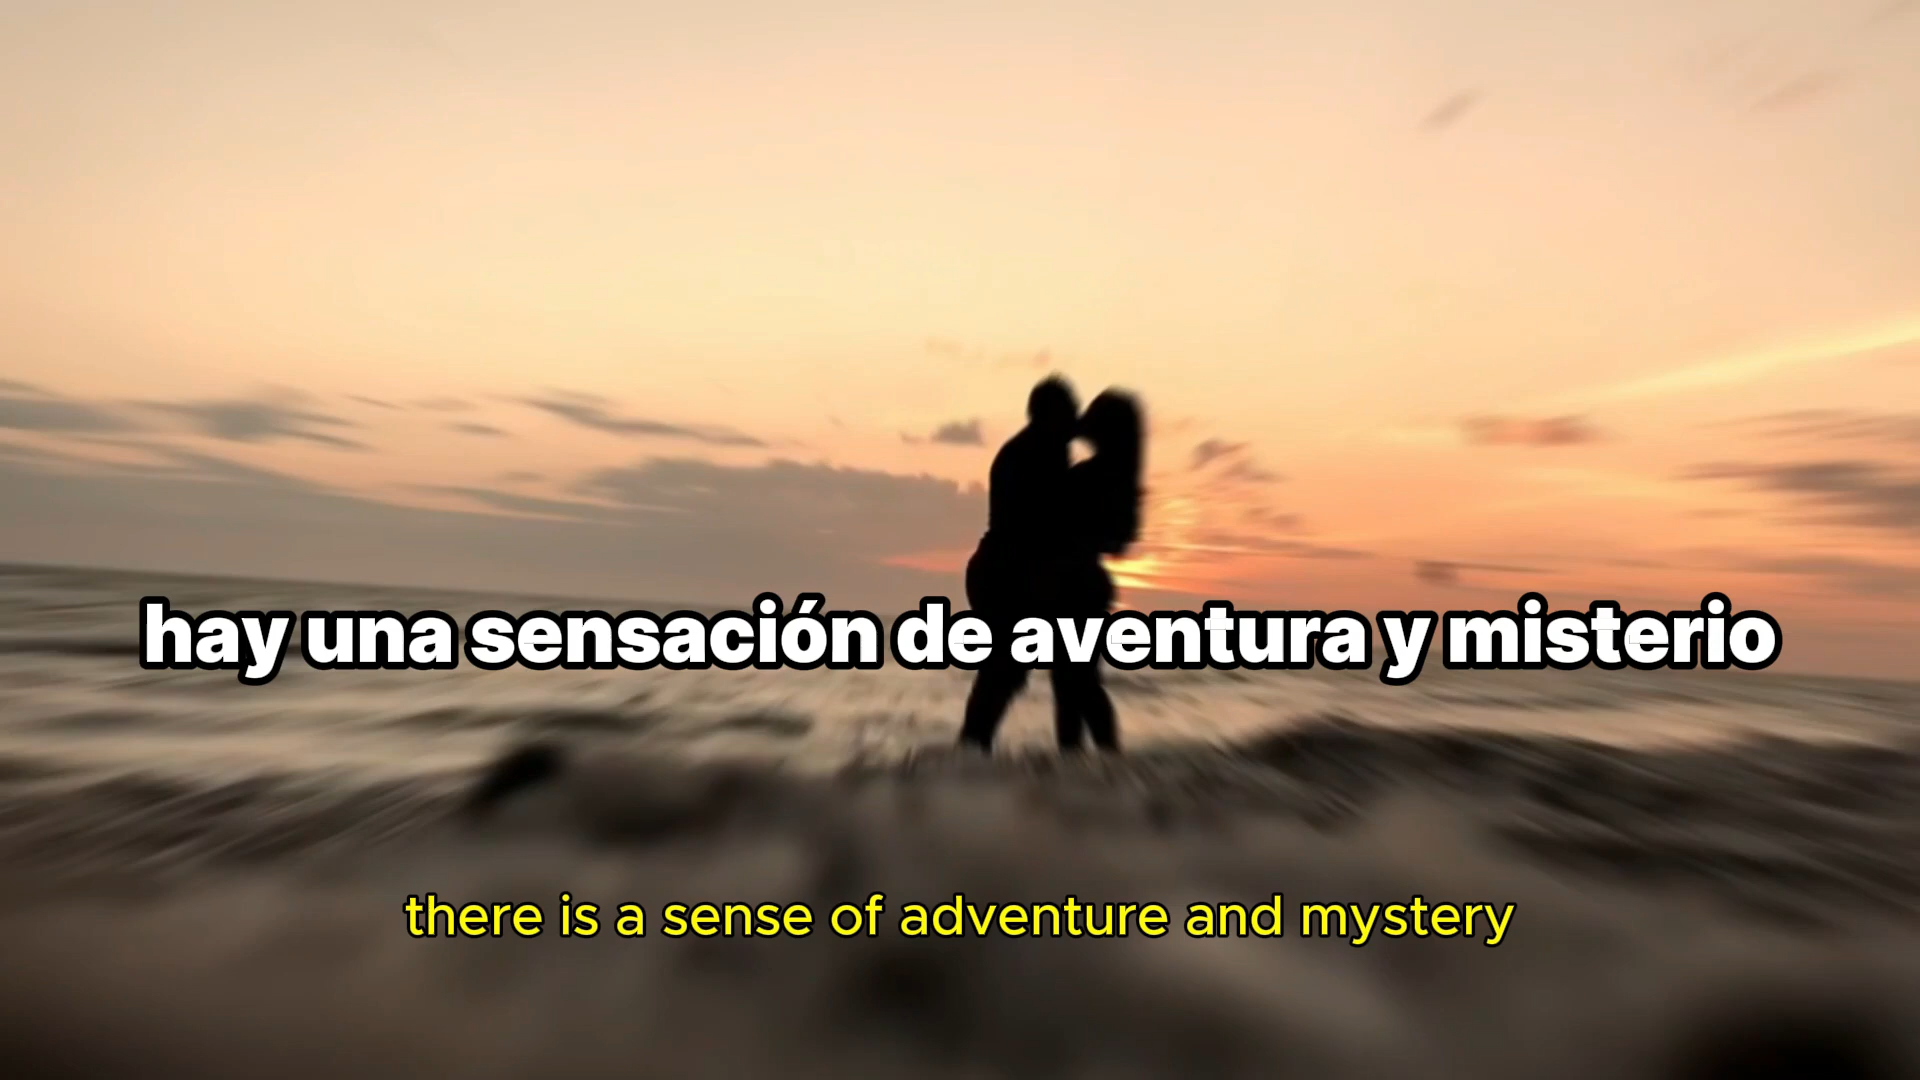 hay una sensación de aventura y misterio
there is a sense of adventure and mystery